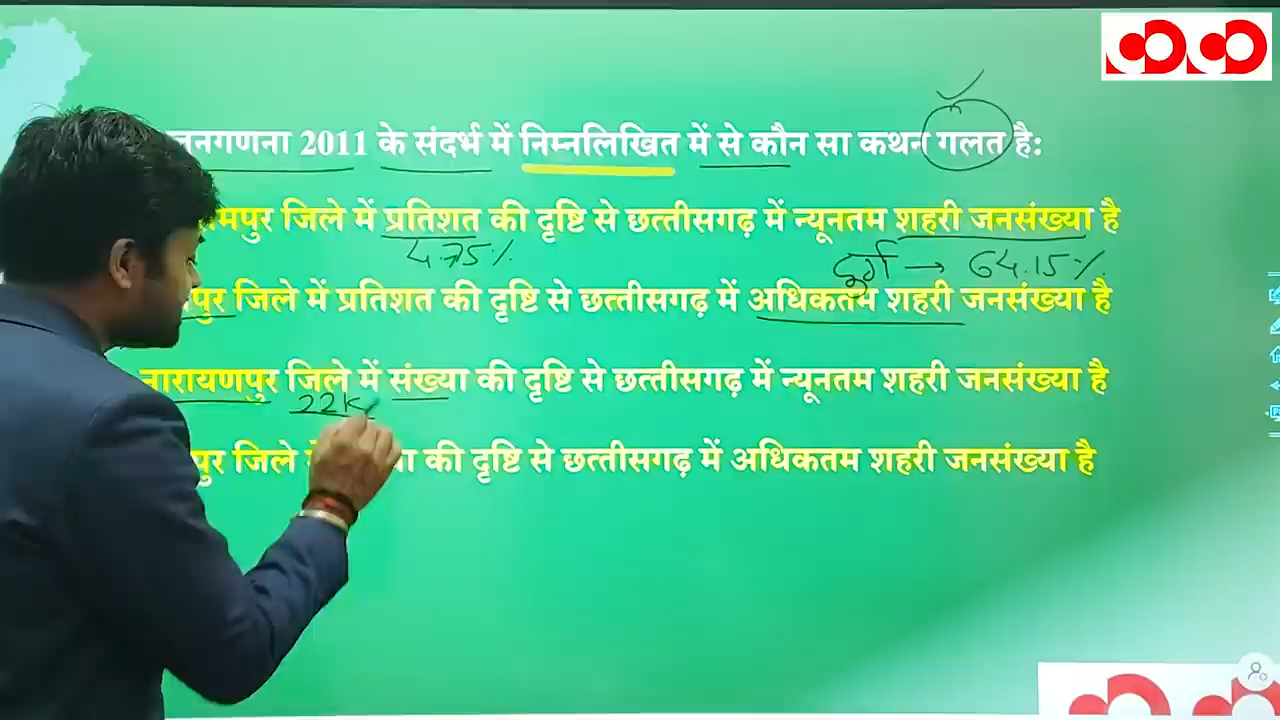 जनगणना 2011 के संदर्भ में निम्नलिखित में से कौन सा कथन गलत है:
जिले में प्रतिशत की दृष्टि से छत्तीसगढ़ में न्यूनतम शहरी जनसंख्या है
4.75% दुर्ग → 64.15%
जिले में प्रतिशत की दृष्टि से छत्तीसगढ़ में अधिकतम शहरी जनसंख्या है
नारायणपुर जिले में संख्या की दृष्टि से छत्तीसगढ़ में न्यूनतम शहरी जनसंख्या है
22K
जिले की दृष्टि से छत्तीसगढ़ में अधिकतम शहरी जनसंख्या है